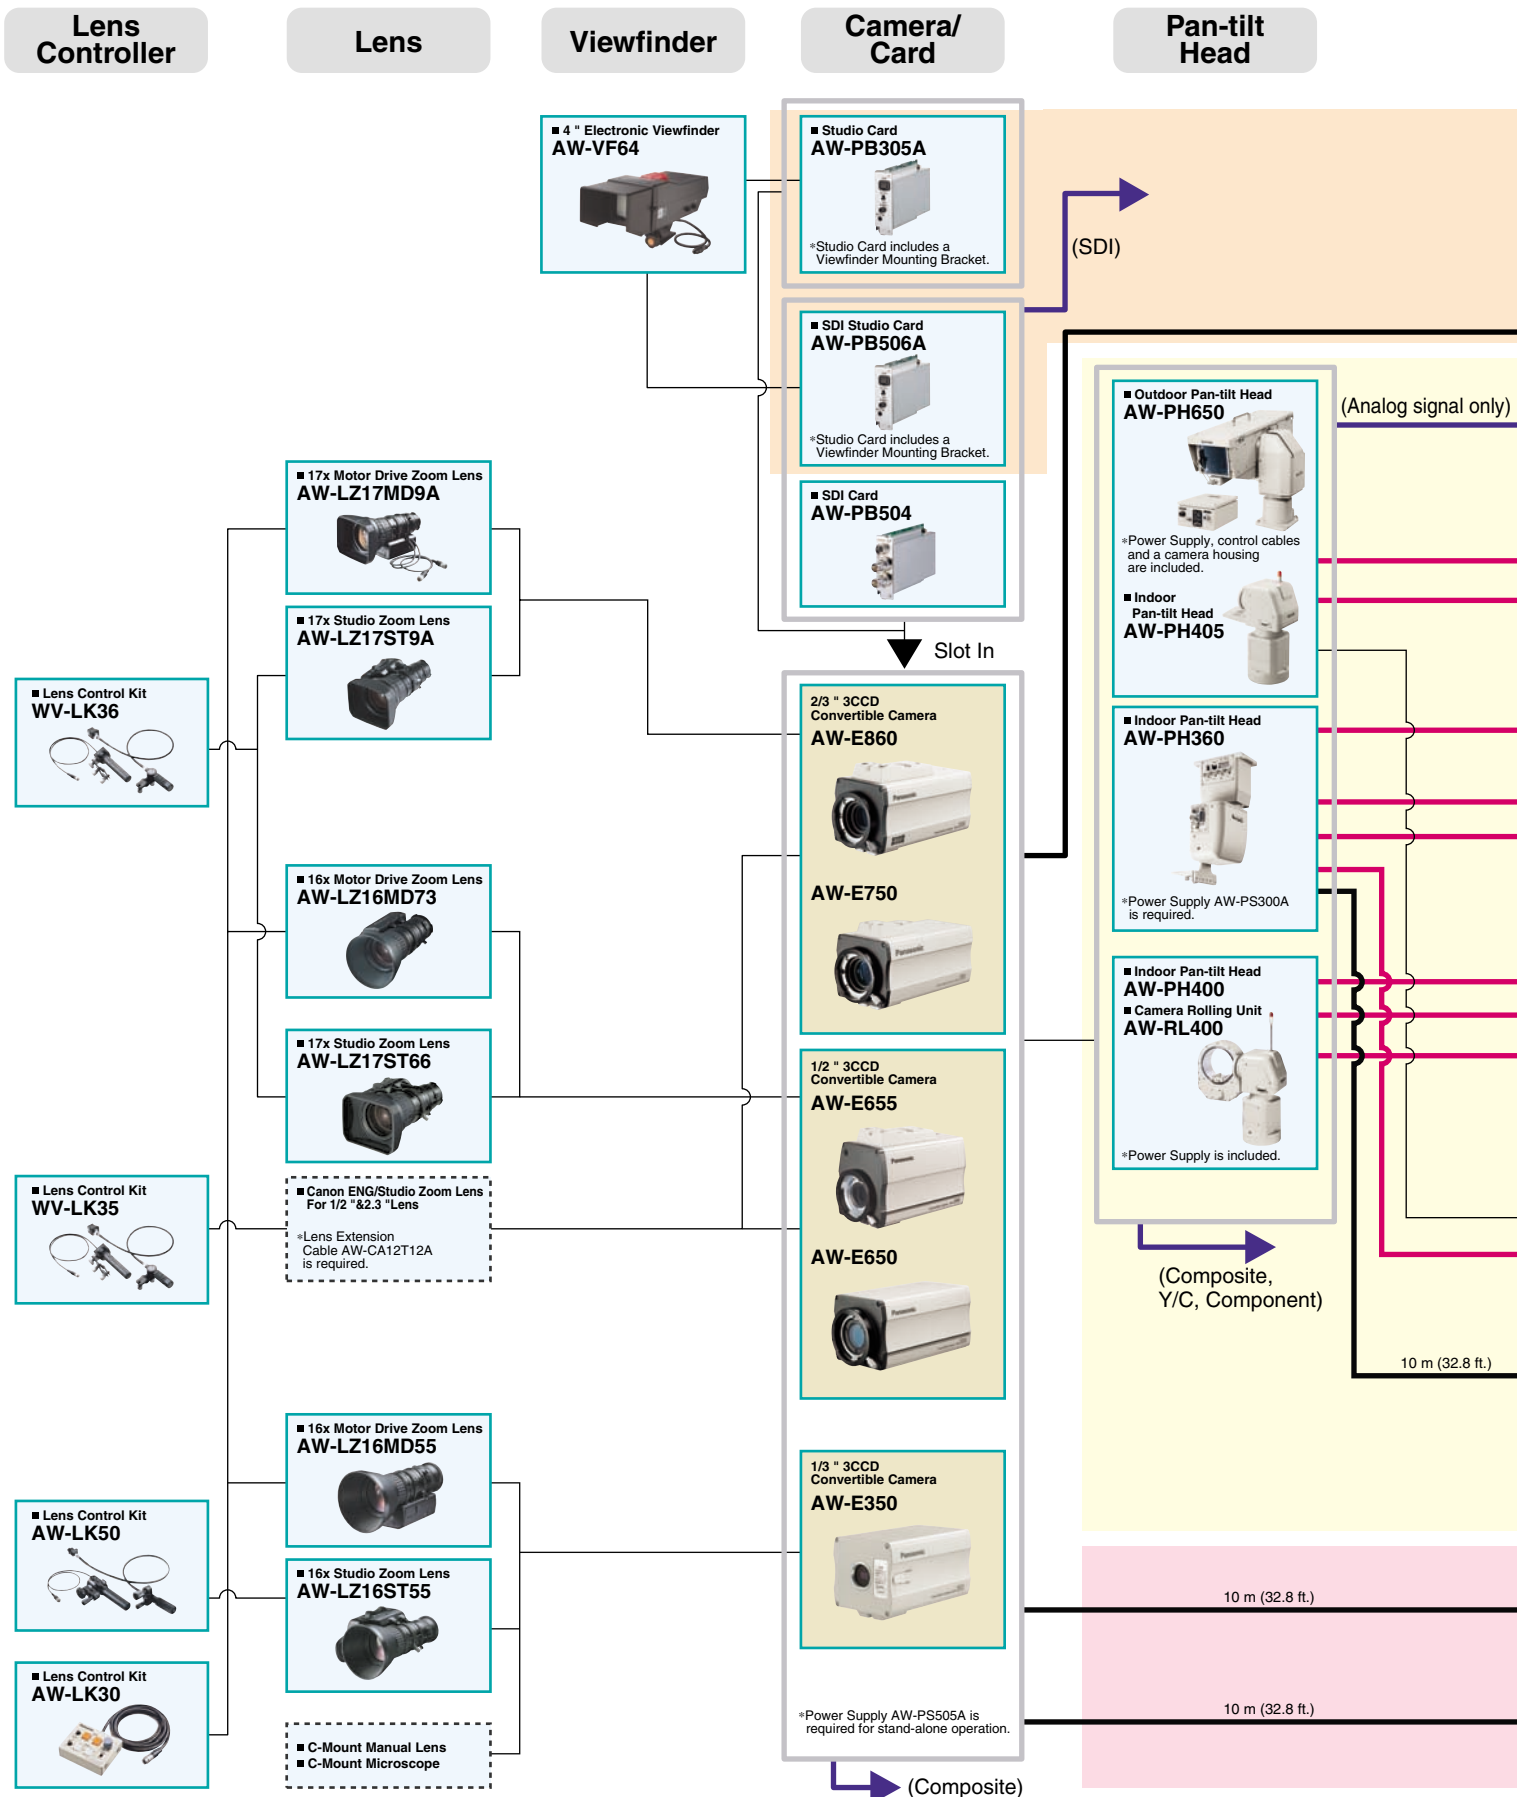 Lens
Controller
Lens
Viewfinder
Camera/
Card
Pan-tilt
Head
■ 4 " Electronic Viewfinder
AW-VF64
■ Studio Card
AW-PB305A
*Studio Card includes a
Viewfinder Mounting Bracket.
(SDI)
■ SDI Studio Card
AW-PB506A
*Studio Card includes a
Viewfinder Mounting Bracket.
■ SDI Card
AW-PB504
Slot In
■ Outdoor Pan-tilt Head
AW-PH650
(Analog signal only)
*Power Supply, control cables
and a camera housing
are included.
■ Indoor
Pan-tilt Head
AW-PH405
■ 17x Motor Drive Zoom Lens
AW-LZ17MD9A
■ 17x Studio Zoom Lens
AW-LZ17ST9A
■ Lens Control Kit
WV-LK36
2/3 " 3CCD
Convertible Camera
AW-E860
Panasonic
■ Indoor Pan-tilt Head
AW-PH360
*Power Supply AW-PS300A
is required.
■ 16x Motor Drive Zoom Lens
AW-LZ16MD73
AW-E750
Panasonic
■ Indoor Pan-tilt Head
AW-PH400
■ Camera Rolling Unit
AW-RL400
*Power Supply is included.
■ 17x Studio Zoom Lens
AW-LZ17ST66
1/2 " 3CCD
Convertible Camera
AW-E655
Panasonic
■ Lens Control Kit
WV-LK35
■ Canon ENG/Studio Zoom Lens
For 1/2 "&2.3 "Lens
*Lens Extension
Cable AW-CA12T12A
is required.
AW-E650
Panasonic
(Composite,
Y/C, Component)
10 m (32.8 ft.)
■ 16x Motor Drive Zoom Lens
AW-LZ16MD55
1/3 " 3CCD
Convertible Camera
AW-E350
Panasonic
■ Lens Control Kit
AW-LK50
■ 16x Studio Zoom Lens
AW-LZ16ST55
10 m (32.8 ft.)
■ Lens Control Kit
AW-LK30
■ C-Mount Manual Lens
■ C-Mount Microscope
*Power Supply AW-PS505A is
required for stand-alone operation.
10 m (32.8 ft.)
(Composite)